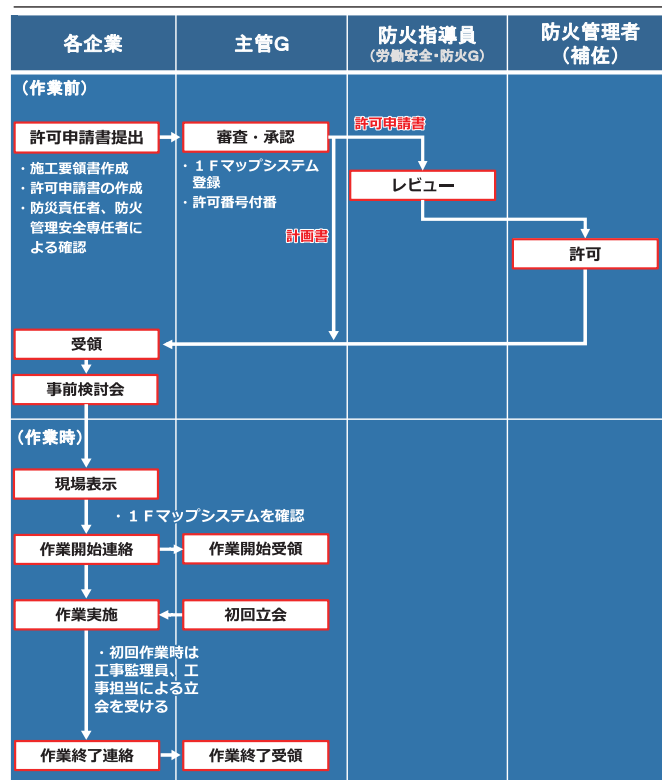 各企業
主管G
防火指導員
(労働安全・防火G)
防火管理者
(補佐)
(作業前)
許可申請書提出
審査・承認
許可申請書
・施工要領書作成
・許可申請書の作成
・防災責任者、防火
管理安全専任者に
よる確認
・１Ｆマップシステム
登録
・許可番号付番
レビュー
計画書
許可
受領
事前検討会
(作業時)
現場表示
・１Ｆマップシステムを確認
作業開始連絡
作業開始受領
作業実施
初回立会
・初回作業時は
工事監理員、工
事担当による立
会を受ける
作業終了連絡
作業終了受領